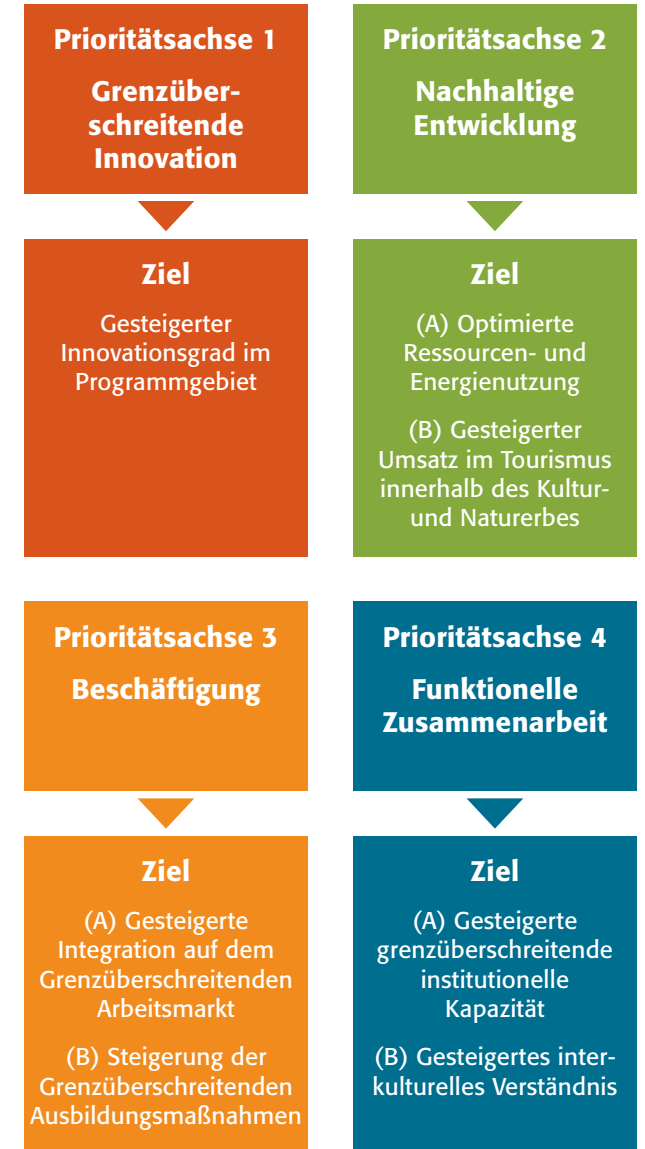 Prioritätsachse 1
Grenzüber-
schreitende
Innovation
Ziel
Gesteigerter
Innovationsgrad im
Programmgebiet
Prioritätsachse 2
Nachhaltige
Entwicklung
Ziel
(A) Optimierte
Ressourcen- und
Energienutzung
(B) Gesteigerter
Umsatz im Tourismus
innerhalb des Kultur-
und Naturerbes
Prioritätsachse 3
Beschäftigung
Ziel
(A) Gesteigerte
Integration auf dem
Grenzüberschreitenden
Arbeitsmarkt
(B) Steigerung der
Grenzüberschreitenden
Ausbildungsmaßnahmen
Prioritätsachse 4
Funktionelle
Zusammenarbeit
Ziel
(A) Gesteigerte
grenzüberschreitende
institutionelle
Kapazität
(B) Gesteigertes inter-
kulturelles Verständnis